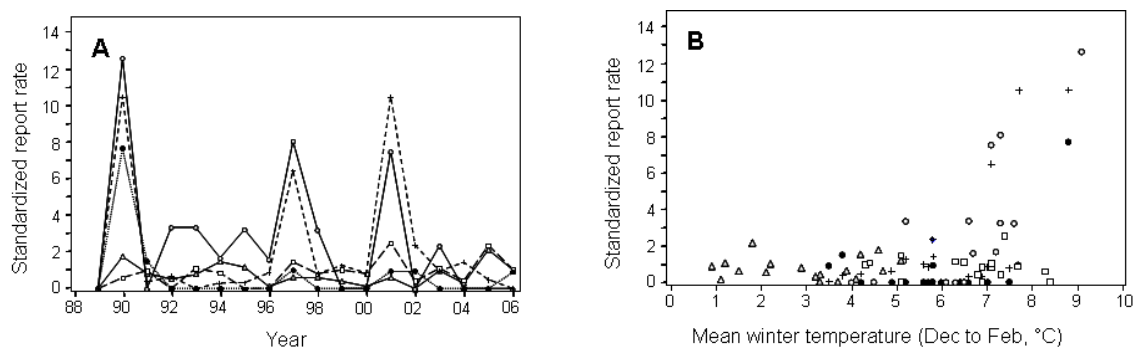 A
Standardized report rate
14
12
10
8
6
4
2
0
88 90 92 94 96 98 00 02 04 06
Year
B
Standardized report rate
14
12
10
8
6
4
2
0
0 1 2 3 4 5 6 7 8 9 10
Mean winter temperature (Dec to Feb, °C)